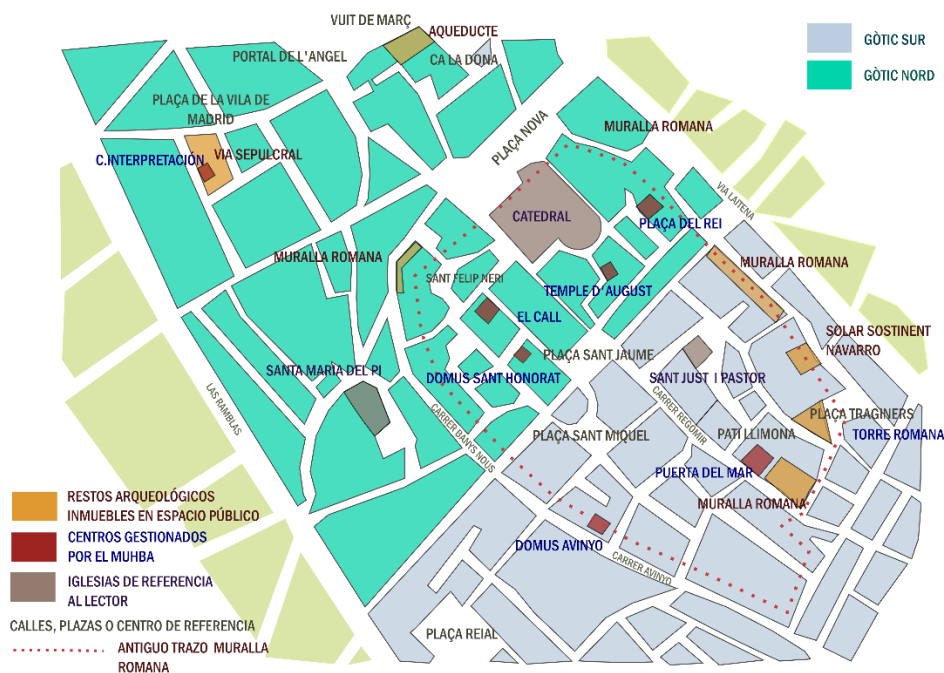 VUIT DE MARÇ
AQUEDUCTE
PORTAL DE L'ANGEL
CA LA DONA
GÒTIC SUR
GÒTIC NORD
PLAÇA DE LA VILA DE
MADRID
PLAÇA NOVA
MURALLA ROMANA
C.INTERPRETACIÓN
VIA SEPULCRAL
VIA LAITENA
CATEDRAL
PLAÇA DEL REI
MURALLA ROMANA
SANT FELIP NERI
MURALLA ROMANA
TEMPLE D' AUGUST
EL CALL
SOLAR SOSTINENT
NAVARRO
PLAÇA SANT JAUME
SANTA MARIA DEL PI
DOMUS SANT HONORAT
SANT JUST I PASTOR
LAS RAMBLAS
CARRER BANYS NOUS
CARRER REGOMIR
PLAÇA TRAGINERS
PLAÇA SANT MIQUEL
PATI LLIMONA
TORRE ROMANA
PUERTA DEL MAR
MURALLA ROMANA
DOMUS AVINYO
CARRER AVINYO
PLAÇA REIAL
RESTOS ARQUEOLÓGICOS
INMUEBLES EN ESPACIO PÚBLICO
CENTROS GESTIONADOS
POR EL MUHBA
IGLESIAS DE REFERENCIA
AL LECTOR
CALLES, PLAZAS O CENTRO DE REFERENCIA
ANTIGUO TRAZO MURALLA
ROMANA